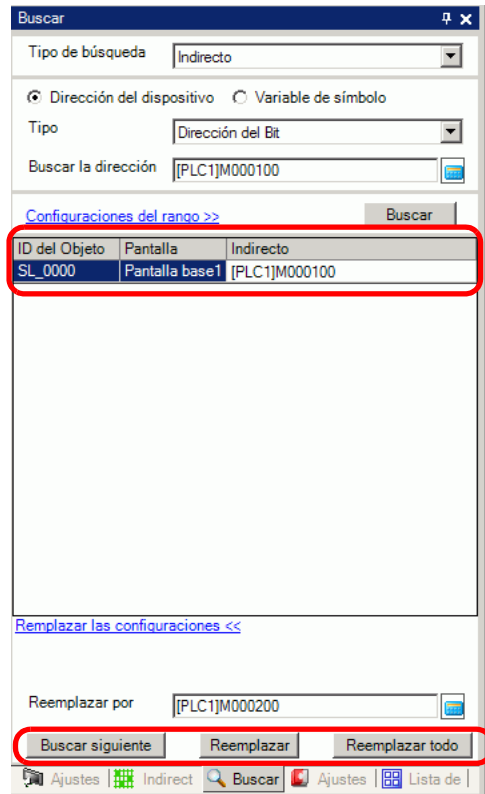 Buscar
Tipo de búsqueda Indirecto
Dirección del dispositivo Variable de símbolo
Tipo Dirección del Bit
Buscar la dirección [PLC1]M000100
Configuraciones del rango >> Buscar
ID del Objeto Pantalla Indirecto
SL_0000 Pantalla base1 [PLC1]M000100
Remplazar las configuraciones <<
Reemplazar por [PLC1]M000200
Buscar siguiente Reemplazar Reemplazar todo
Ajustes Indirect Buscar Ajustes Lista de